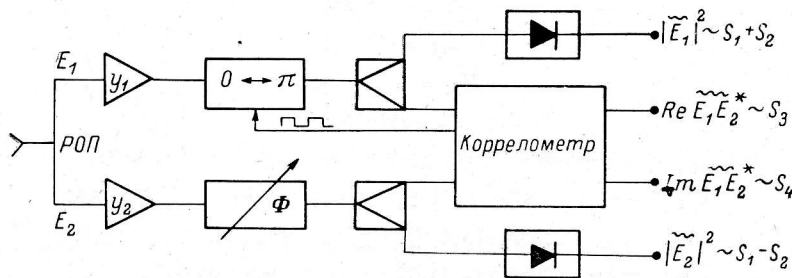 E₁
У₁
0 ↔ π
|Ẽ₁|² ~ S₁+S₂
Re Ẽ₁Ẽ₂* ~ S₃
РОП
Коррелометр
Im Ẽ₁Ẽ₂* ~ S₄
E₂
У₂
Φ
|Ẽ₂|² ~ S₁−S₂